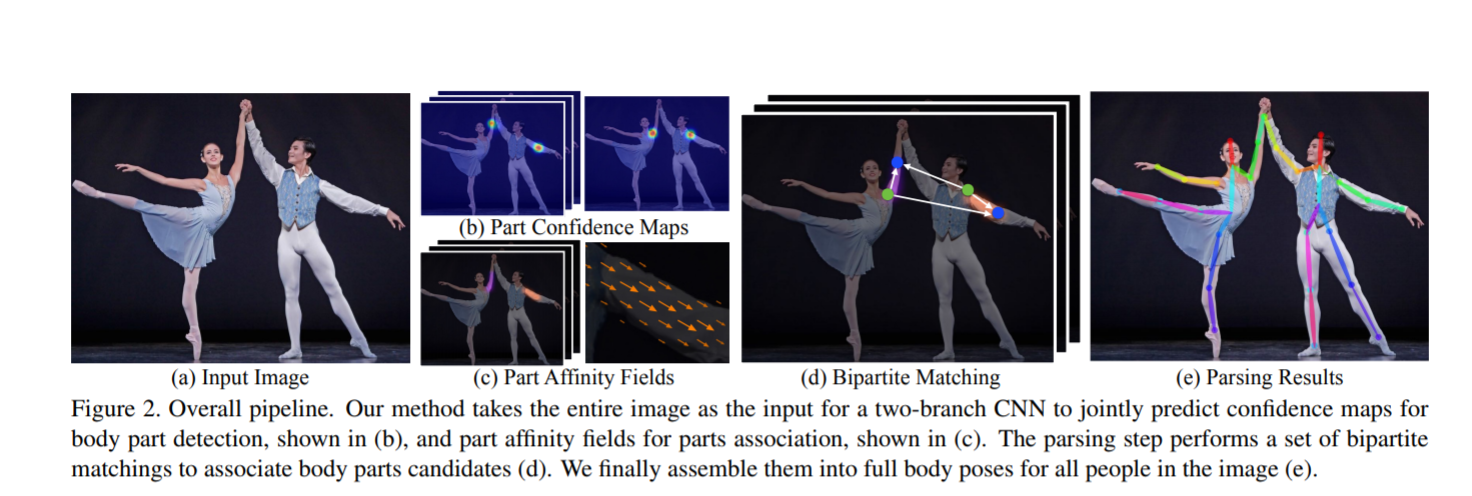 (b) Part Confidence Maps
(a) Input Image
(c) Part Affinity Fields
(d) Bipartite Matching
(e) Parsing Results
Figure 2. Overall pipeline. Our method takes the entire image as the input for a two-branch CNN to jointly predict confidence maps for
body part detection, shown in (b), and part affinity fields for parts association, shown in (c). The parsing step performs a set of bipartite
matchings to associate body parts candidates (d). We finally assemble them into full body poses for all people in the image (e).